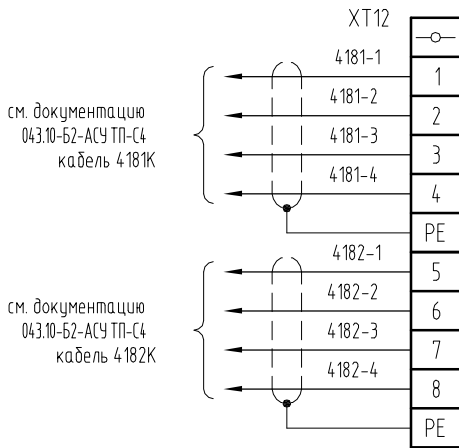 XT12
4181-1
1
4181-2
2
4181-3
3
4181-4
4
PE
см. документацию
043.10-Б2-АСУ ТП-С4
кабель 4181К
4182-1
5
4182-2
6
4182-3
7
4182-4
8
PE
см. документацию
043.10-Б2-АСУ ТП-С4
кабель 4182К